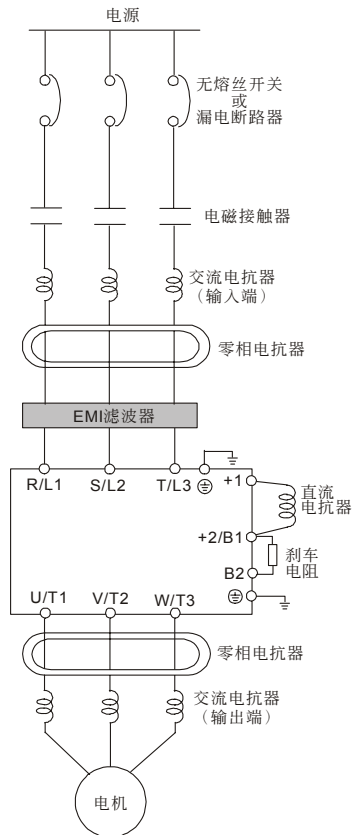 电源
无熔丝开关
或
漏电断路器
电磁接触器
交流电抗器
（输入端）
零相电抗器
EMI滤波器
R/L1 S/L2 T/L3 +1
直流
电抗器
+2/B1
刹车
电阻
B2
U/T1 V/T2 W/T3
零相电抗器
交流电抗器
（输出端）
电机